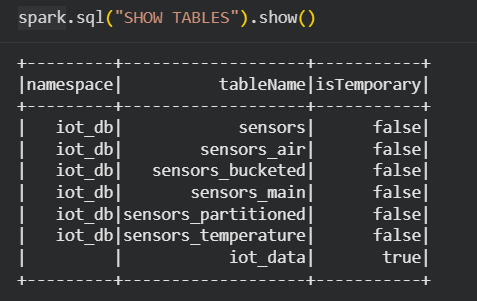 spark.sql("SHOW TABLES").show()
+---------+-------------------+-----------+
|namespace|          tableName|isTemporary|
+---------+-------------------+-----------+
|   iot_db|            sensors|      false|
|   iot_db|        sensors_air|      false|
|   iot_db|   sensors_bucketed|      false|
|   iot_db|       sensors_main|      false|
|   iot_db|sensors_partitioned|      false|
|   iot_db|sensors_temperature|      false|
|         |           iot_data|       true|
+---------+-------------------+-----------+